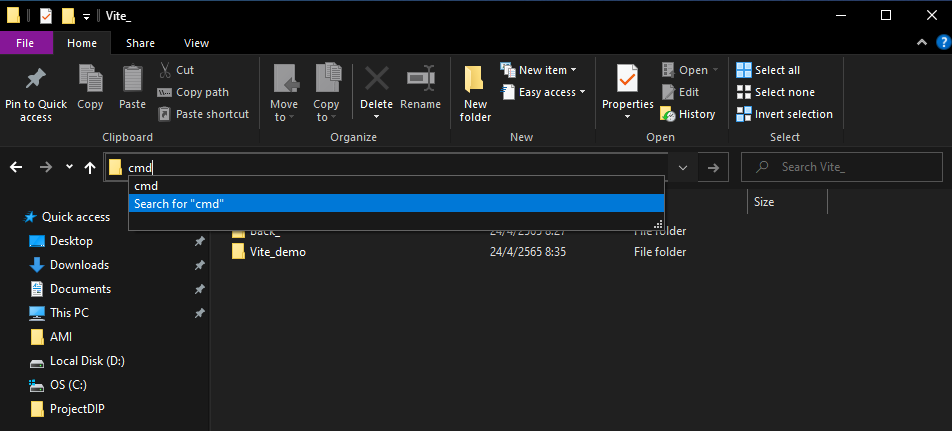 Vite_
File Home Share View
Pin to Quick access
Copy
Paste
Cut
Copy path
Paste shortcut
Clipboard
Move to
Copy to
Delete
Rename
Organize
New folder
New item
Easy access
New
Properties
Open
Edit
History
Open
Select all
Select none
Invert selection
Select
cmd
Search Vite_
cmd
Search for "cmd"
Size
Back_ 24/4/2565 8:27 File folder
Vite_demo 24/4/2565 8:35 File folder
Quick access
Desktop
Downloads
Documents
This PC
AMI
Local Disk (D:)
OS (C:)
ProjectDIP